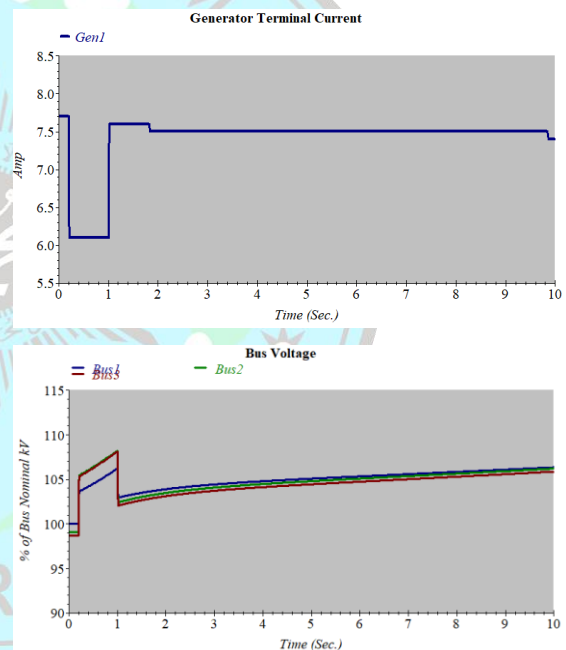 Generator Terminal Current
Gen1
8.5
8.0
7.5
7.0
6.5
6.0
5.5
Amp
0 1 2 3 4 5 6 7 8 9 10
Time (Sec.)
Bus Voltage
Bus1 Bus2
Bus3
115
110
105
100
95
90
% of Bus Nominal kV
0 1 2 3 4 5 6 7 8 9 10
Time (Sec.)